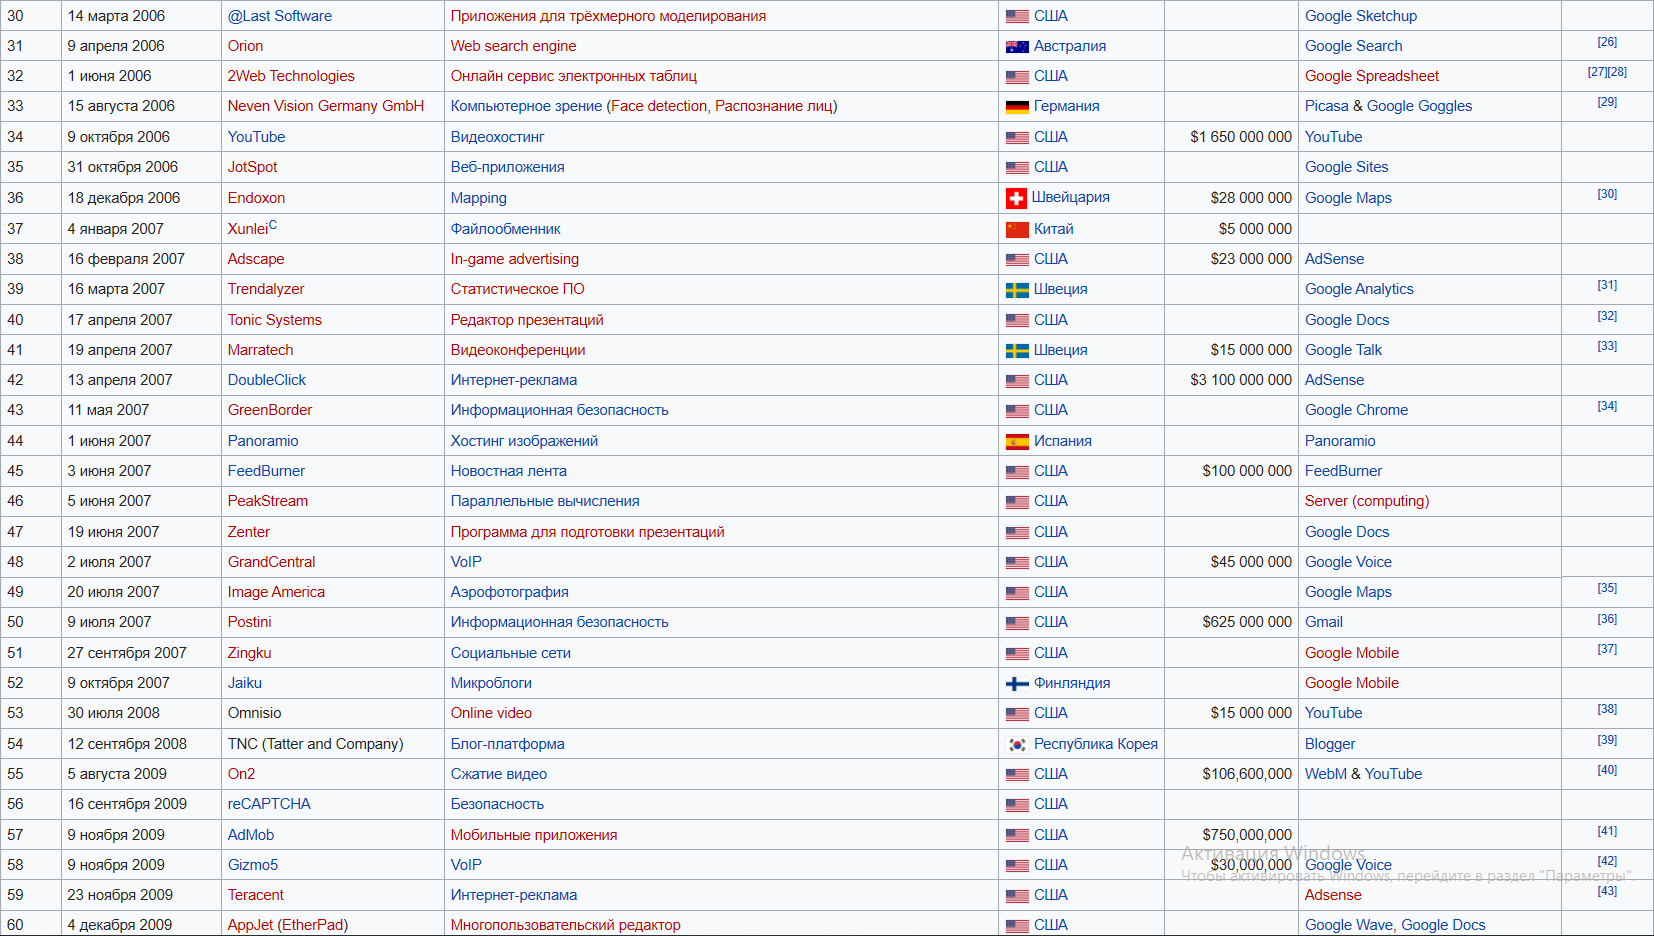 30 14 марта 2006 @Last Software Приложения для трёхмерного моделирования США Google Sketchup
31 9 апреля 2006 Orion Web search engine Австралия Google Search [26]
32 1 июня 2006 2Web Technologies Онлайн сервис электронных таблиц США Google Spreadsheet [27][28]
33 15 августа 2006 Neven Vision Germany GmbH Компьютерное зрение (Face detection, Распознание лиц) Германия Picasa & Google Goggles [29]
34 9 октября 2006 YouTube Видеохостинг США $1 650 000 000 YouTube
35 31 октября 2006 JotSpot Веб-приложения США Google Sites
36 18 декабря 2006 Endoxon Mapping Швейцария $28 000 000 Google Maps [30]
37 4 января 2007 Xunlei C Файлообменник Китай $5 000 000
38 16 февраля 2007 Adscape In-game advertising США $23 000 000 AdSense
39 16 марта 2007 Trendalyzer Статистическое ПО Швеция Google Analytics [31]
40 17 апреля 2007 Tonic Systems Редактор презентаций США Google Docs [32]
41 19 апреля 2007 Marratech Видеоконференции Швеция $15 000 000 Google Talk [33]
42 13 апреля 2007 DoubleClick Интернет-реклама США $3 100 000 000 AdSense
43 11 мая 2007 GreenBorder Информационная безопасность США Google Chrome [34]
44 1 июня 2007 Panoramio Хостинг изображений Испания Panoramio
45 3 июня 2007 FeedBurner Новостная лента США $100 000 000 FeedBurner
46 5 июня 2007 PeakStream Параллельные вычисления США Server (computing)
47 19 июня 2007 Zenter Программа для подготовки презентаций США Google Docs
48 2 июля 2007 GrandCentral VoIP США $45 000 000 Google Voice
49 20 июля 2007 Image America Аэрофотография США Google Maps [35]
50 9 июля 2007 Postini Информационная безопасность США $625 000 000 Gmail [36]
51 27 сентября 2007 Zingku Социальные сети США Google Mobile [37]
52 9 октября 2007 Jaiku Микроблоги Финляндия Google Mobile
53 30 июля 2008 Omnisio Online video США $15 000 000 YouTube [38]
54 12 сентября 2008 TNC (Tatter and Company) Блог-платформа Республика Корея Blogger [39]
55 5 августа 2009 On2 Сжатие видео США $106,600,000 WebM & YouTube [40]
56 16 сентября 2009 reCAPTCHA Безопасность США
57 9 ноября 2009 AdMob Мобильные приложения США $750,000,000 [41]
Активация Windows
58 9 ноября 2009 Gizmo5 VoIP США $30,000,000 Google Voice [42]
Чтобы активировать Windows, перейдите в раздел "Параметры".
59 23 ноября 2009 Teracent Интернет-реклама США Adsense [43]
60 4 декабря 2009 AppJet (EtherPad) Многопользовательский редактор США Google Wave, Google Docs